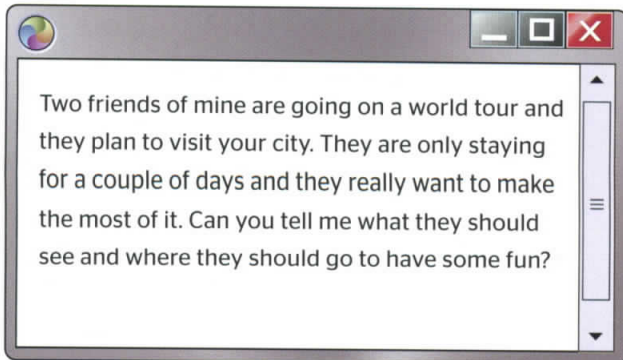 Two friends of mine are going on a world tour and
they plan to visit your city. They are only staying
for a couple of days and they really want to make
the most of it. Can you tell me what they should
see and where they should go to have some fun?